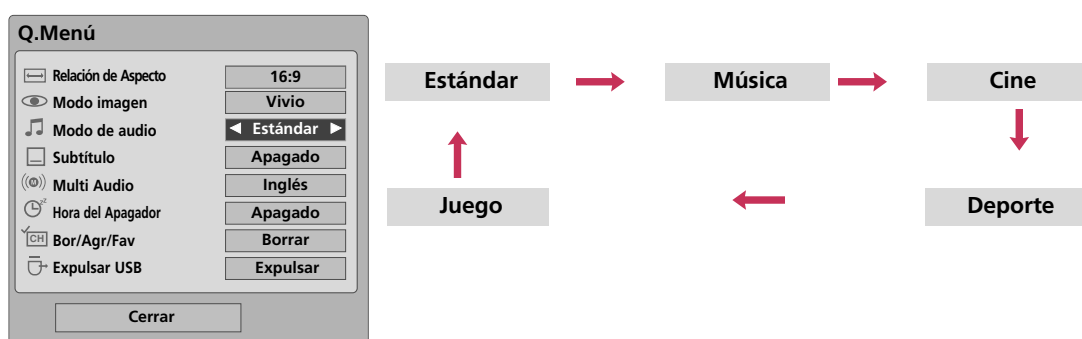 Q.Menú
Relación de Aspecto 16:9
Modo imagen Vivio
Modo de audio ◄ Estándar ►
Subtítulo Apagado
Multi Audio Inglés
Hora del Apagador Apagado
CH Bor/Agr/Fav Borrar
Expulsar USB Expulsar
Cerrar
Estándar Música Cine
Juego Deporte